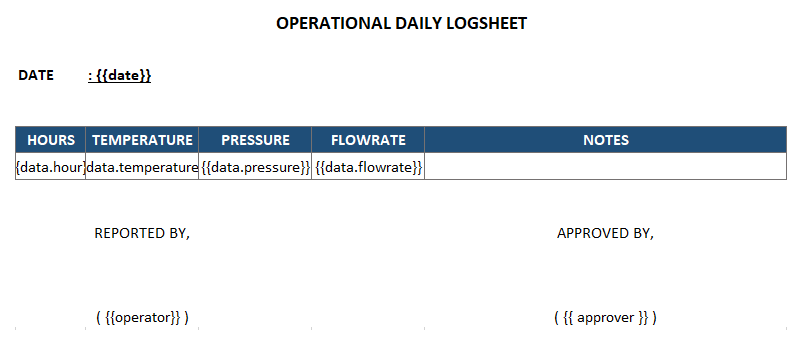 OPERATIONAL DAILY LOGSHEET
DATE : {{date}}
HOURS TEMPERATURE PRESSURE FLOWRATE NOTES
{data.hour} data.temperature {{data.pressure}} {{data.flowrate}}
REPORTED BY, APPROVED BY,
( {{operator}} ) ( {{ approver }} )